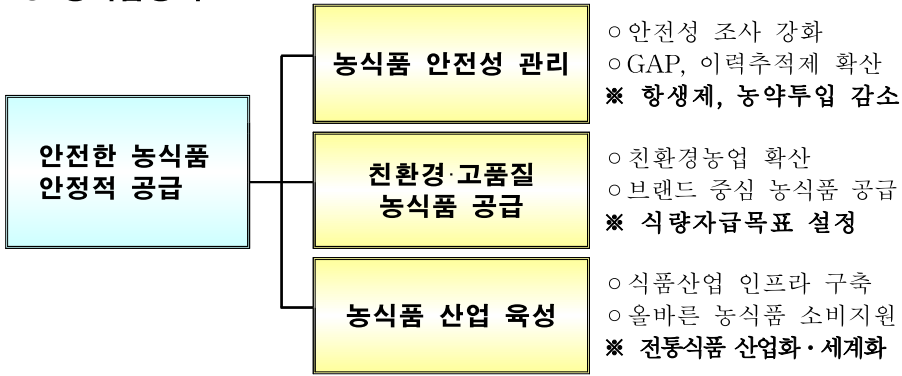 안전한 농식품
안정적 공급
농식품 안전성 관리
○안전성 조사 강화
○GAP, 이력추적제 확산
※ 항생제, 농약투입 감소
친환경·고품질
농식품 공급
○친환경농업 확산
○브랜드 중심 농식품 공급
※ 식량자급목표 설정
농식품 산업 육성
○식품산업 인프라 구축
○올바른 농식품 소비지원
※ 전통식품 산업화·세계화